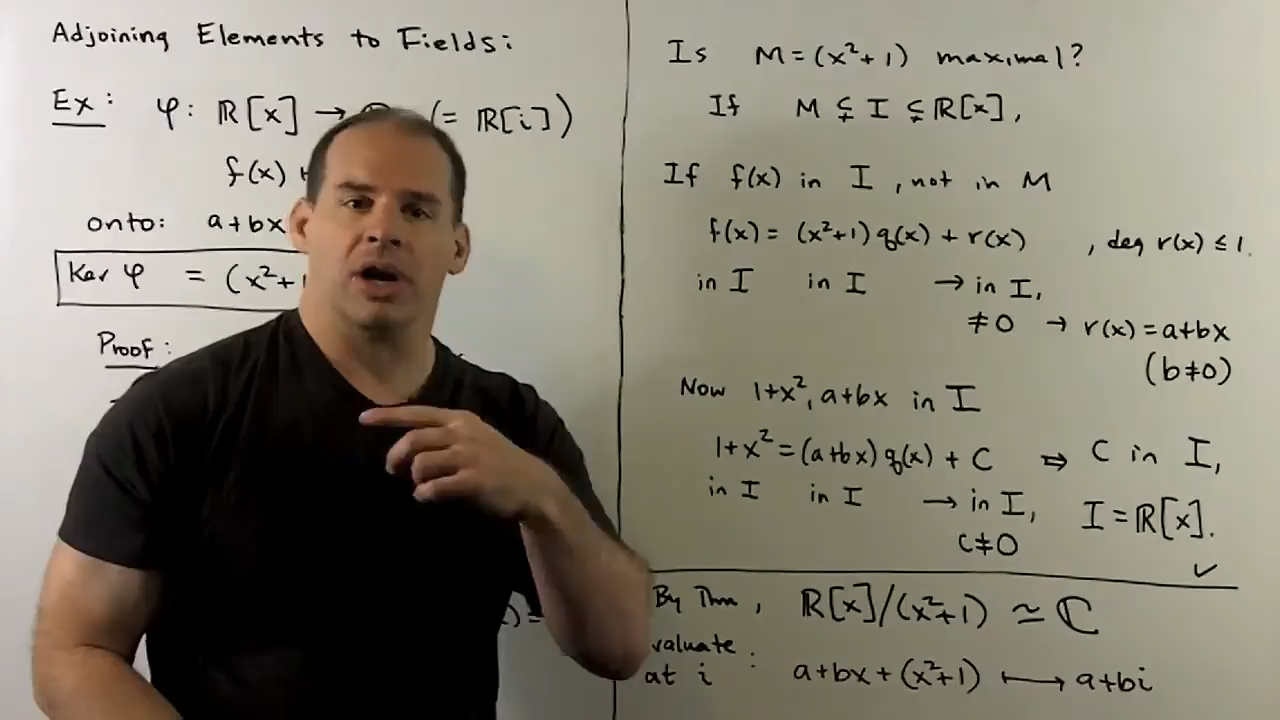 Adjoining Elements to Fields:
Ex: φ: ℝ[x] → (= ℝ[i])
f(x)
onto: a+bx
Ker φ = (x²+1
Proof:
Is M = (x²+1) maximal?
If M ⊊ I ⊊ ℝ[x],
If f(x) in I, not in M
f(x) = (x²+1) q(x) + r(x) , deg r(x) ≤ 1.
in I in I → in I,
≠0 → r(x) = a+bx
(b≠0)
Now 1+x², a+bx in I
1+x² = (a+bx) q(x) + C ⇒ C in I,
in I in I → in I, I = ℝ[x].
C≠0 ✓
By Thm, ℝ[x]/(x²+1) ≃ ℂ
valuate
at i : a+bx+(x²+1) ⟼ a+bi